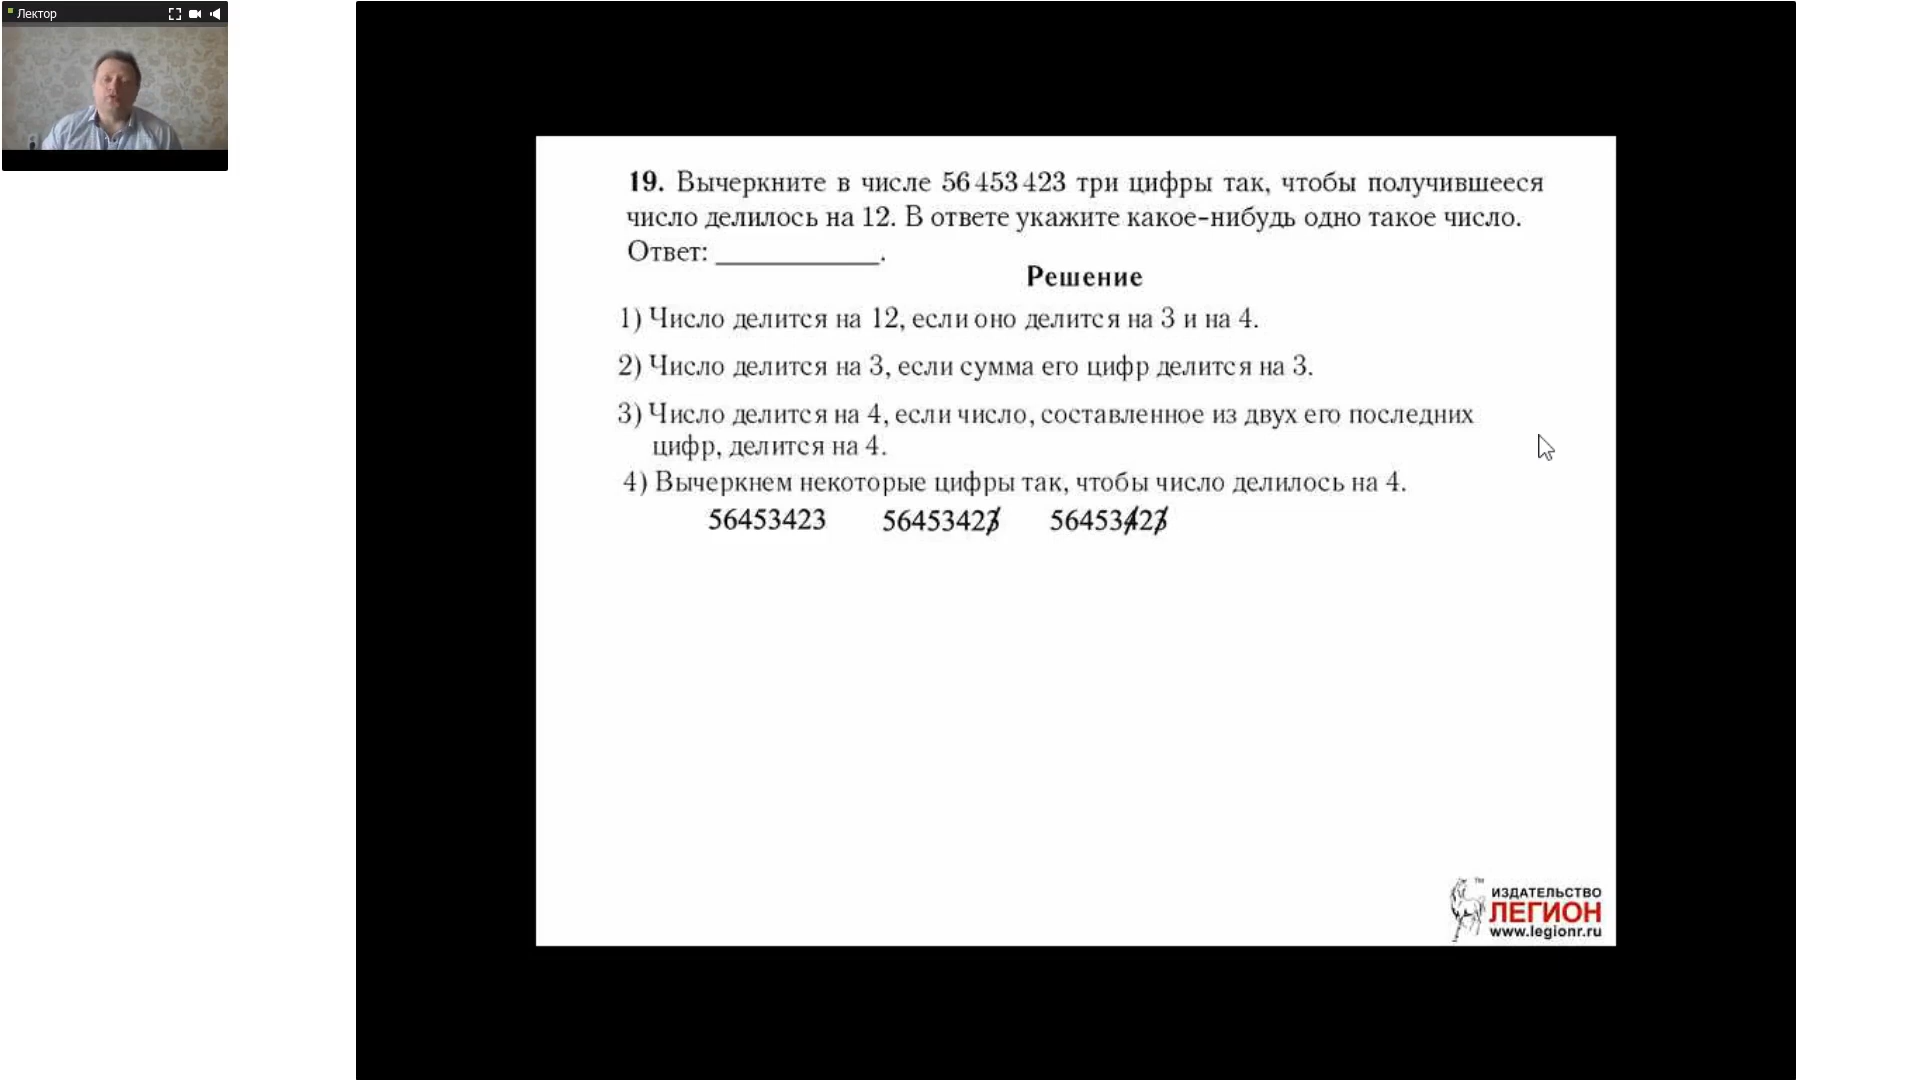 Лектор
19. Вычеркните в числе 56 453 423 три цифры так, чтобы получившееся
число делилось на 12. В ответе укажите какое-нибудь одно такое число.
Ответ: ____________.
Решение
1) Число делится на 12, если оно делится на 3 и на 4.
2) Число делится на 3, если сумма его цифр делится на 3.
3) Число делится на 4, если число, составленное из двух его последних
цифр, делится на 4.
4) Вычеркнем некоторые цифры так, чтобы число делилось на 4.
56453423 56453423 56453423
TM
ИЗДАТЕЛЬСТВО
ЛЕГИОН
www.legionr.ru